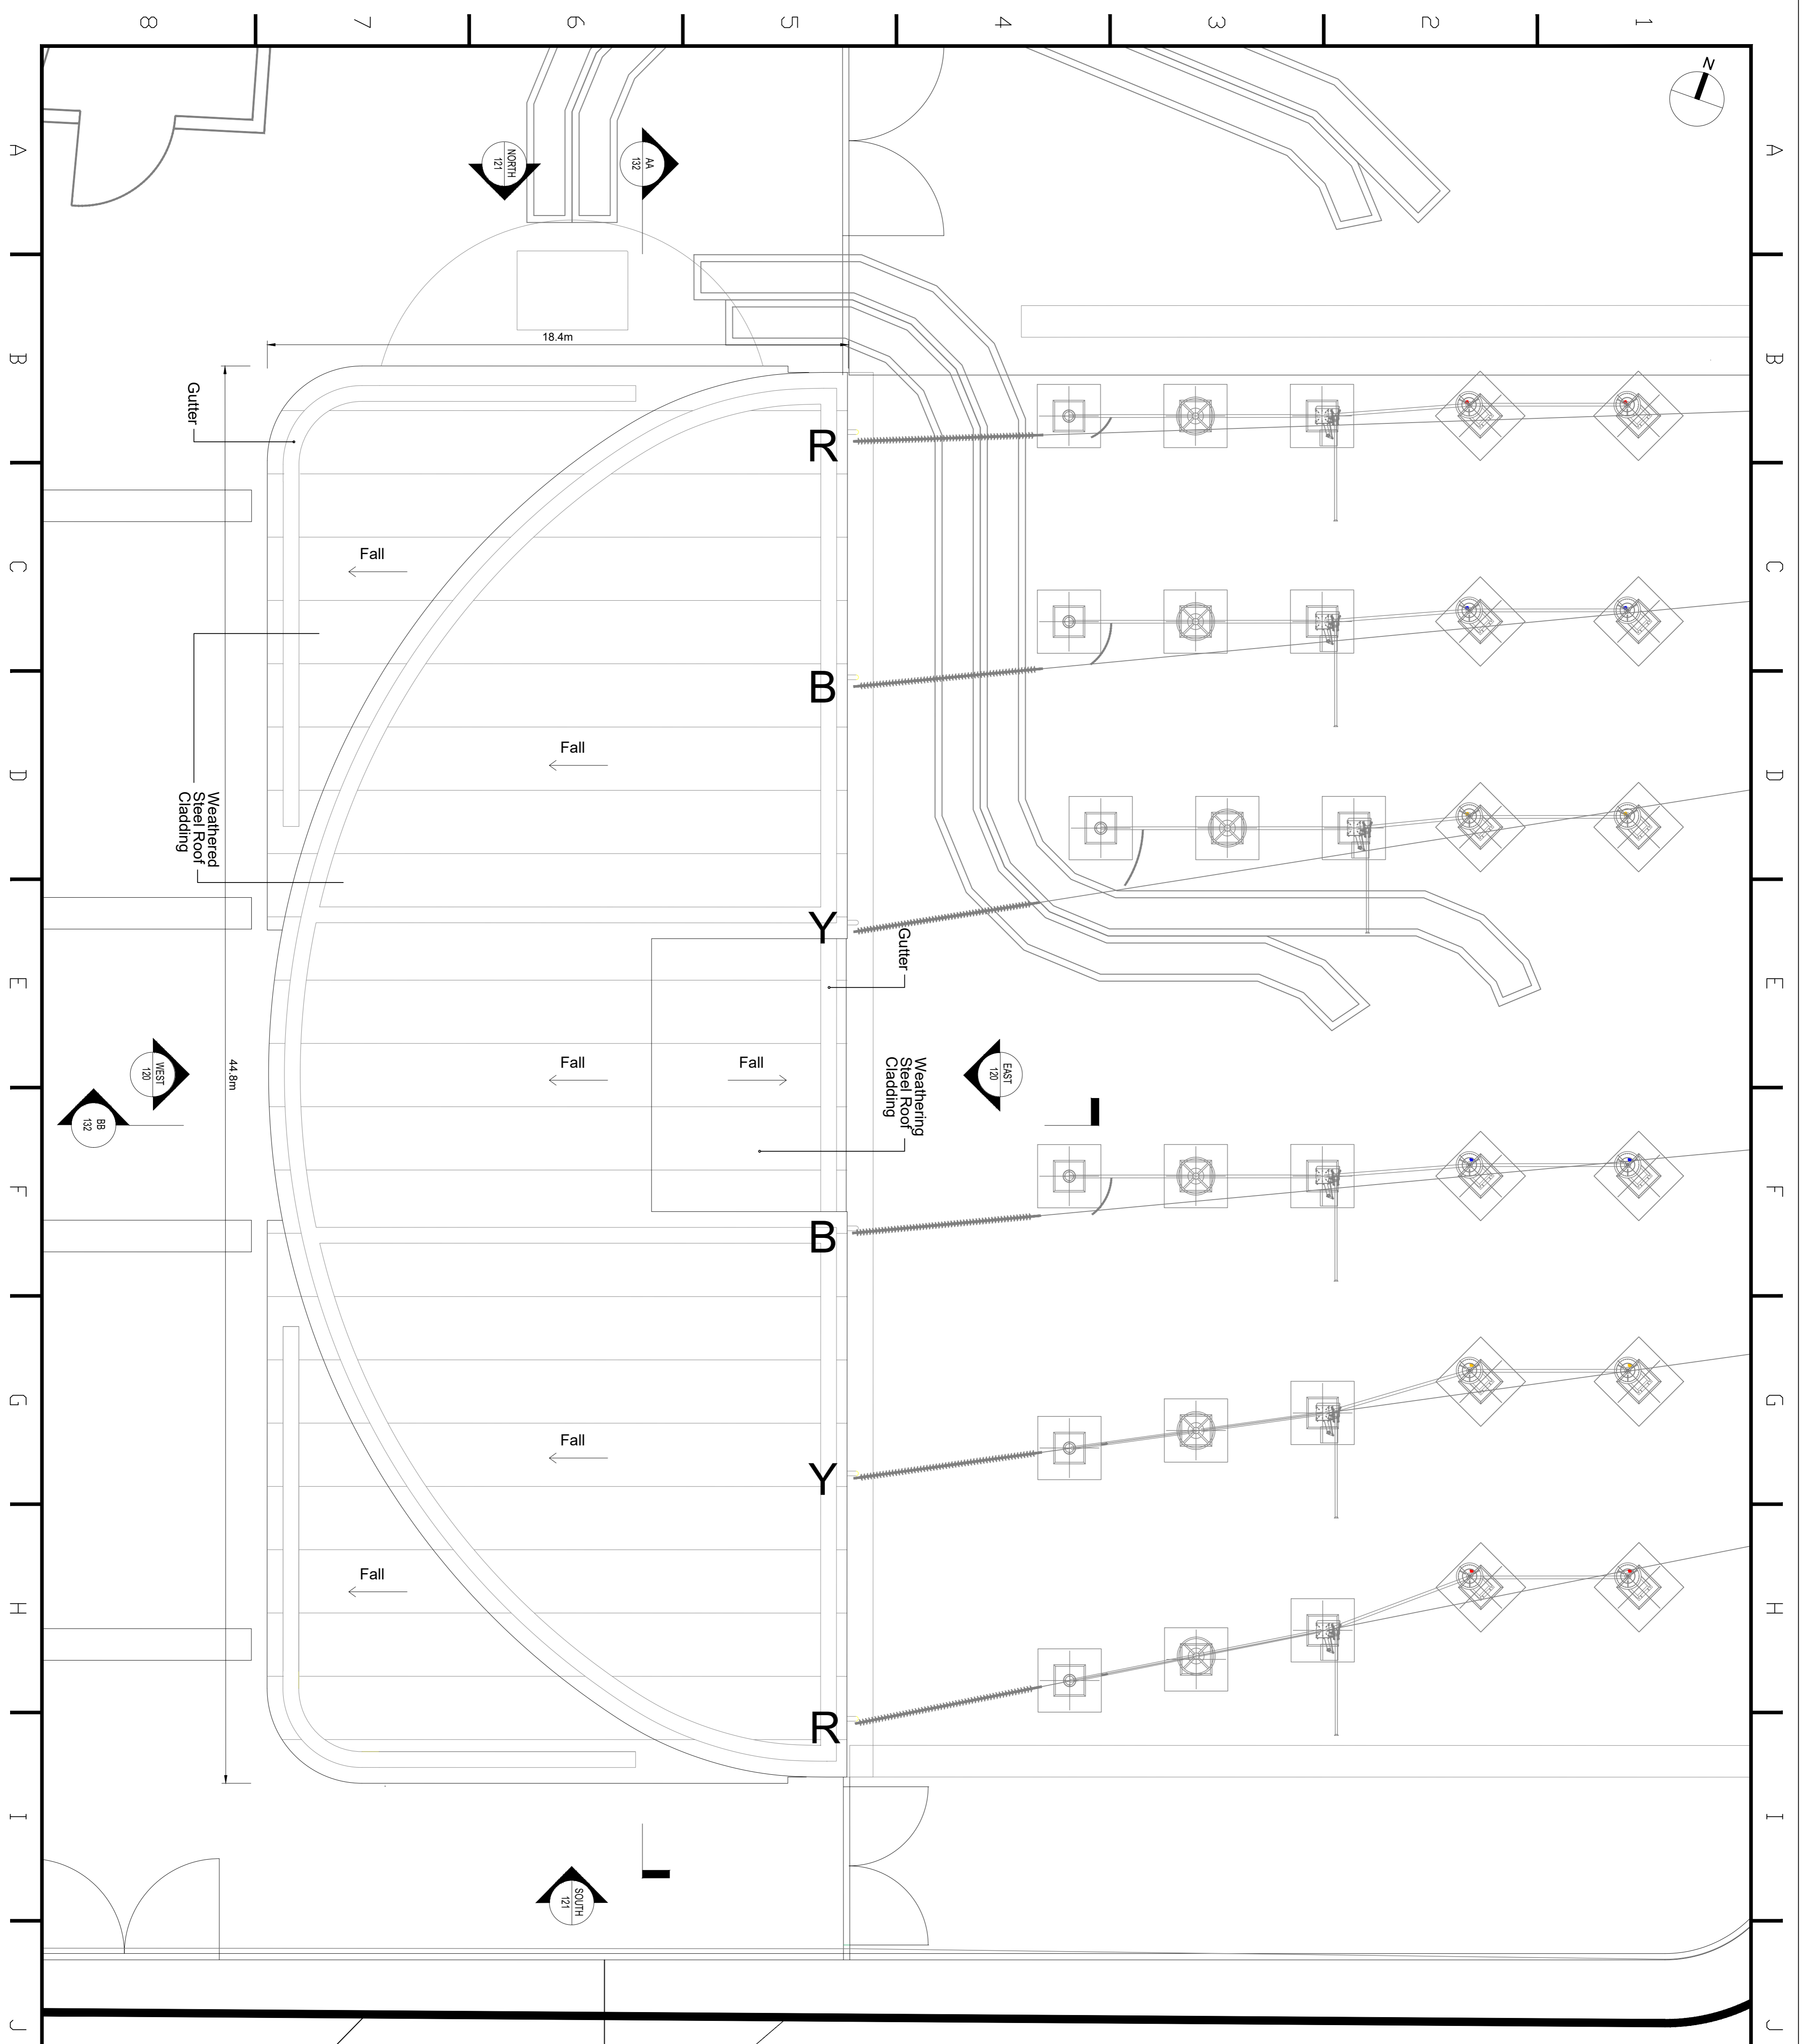 8
7
6
5
4
3
2
1
N
A
A
NORTH
121
AA
132
18.4m
B
B
Gutter
R
C
C
Fall
B
D
D
Fall
Weathered
Steel Roof
Cladding
Y
Gutter
E
E
WEST
120
44.8m
Fall
Fall
Weathering
Steel Roof
Cladding
EAST
120
BB
132
F
F
B
G
G
Fall
Y
H
H
Fall
R
I
I
SOUTH
121
J
J